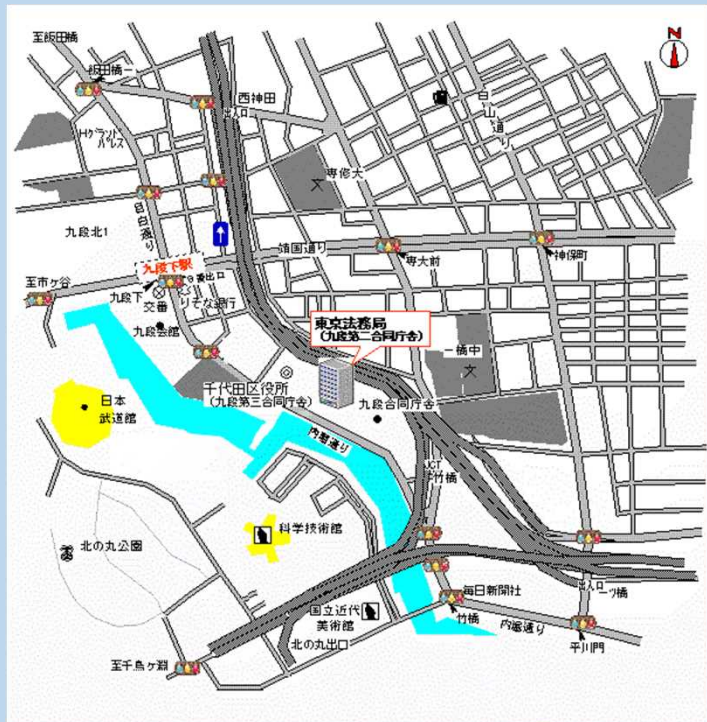 至飯田橋
N
飯田橋一
西神田
出入口
白山通り
Hグランド
パレス
専修大
目白通り
九段北1
靖国通り
専大前
神保町
九段下駅
至市ヶ谷
九段下
交番
りそな銀行
九段会館
東京法務局
(九段第二合同庁舎)
一橋中
千代田区役所
(九段第三合同庁舎)
日本
武道館
九段合同庁舎
内堀通り
JCT
竹橋
科学技術館
北の丸公園
出入口
一ツ橋
毎日新聞社
国立近代
美術館
竹橋
内堀通り
北の丸出口
平川門
至千鳥ヶ淵